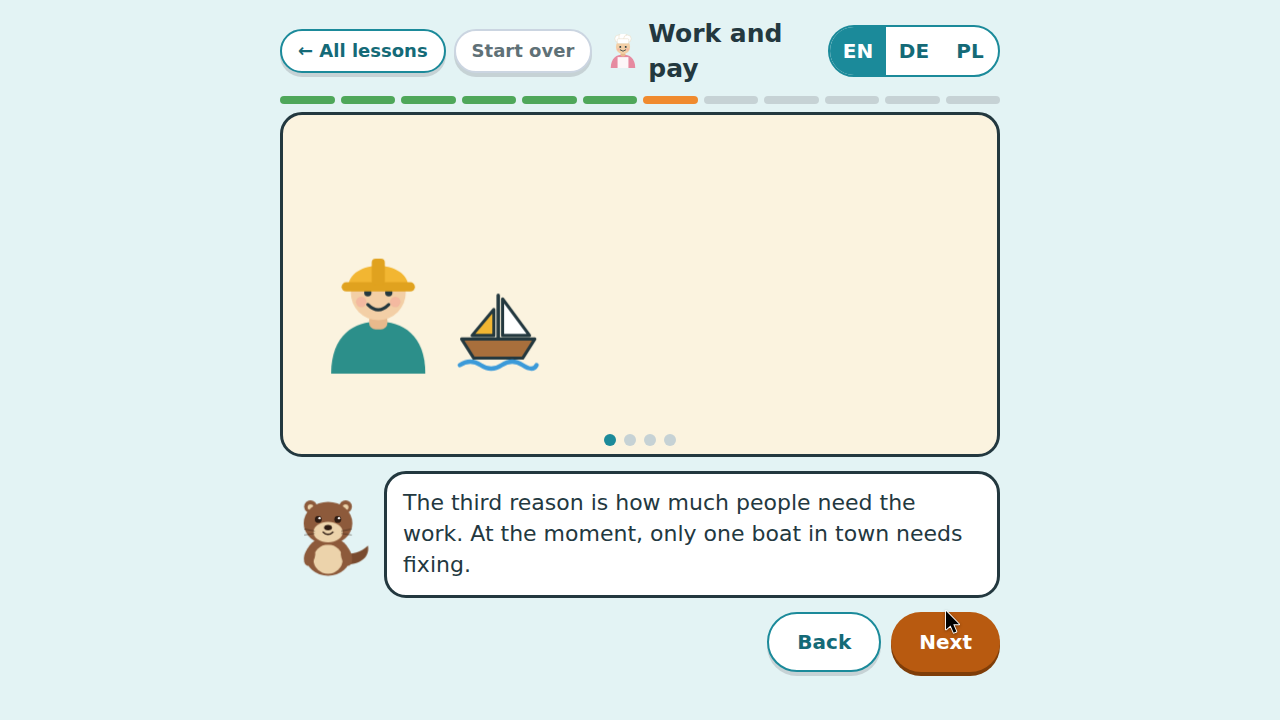 ← All lessons
Start over
Work and
pay
EN
DE
PL
The third reason is how much people need the
work. At the moment, only one boat in town needs
fixing.
Back
Next